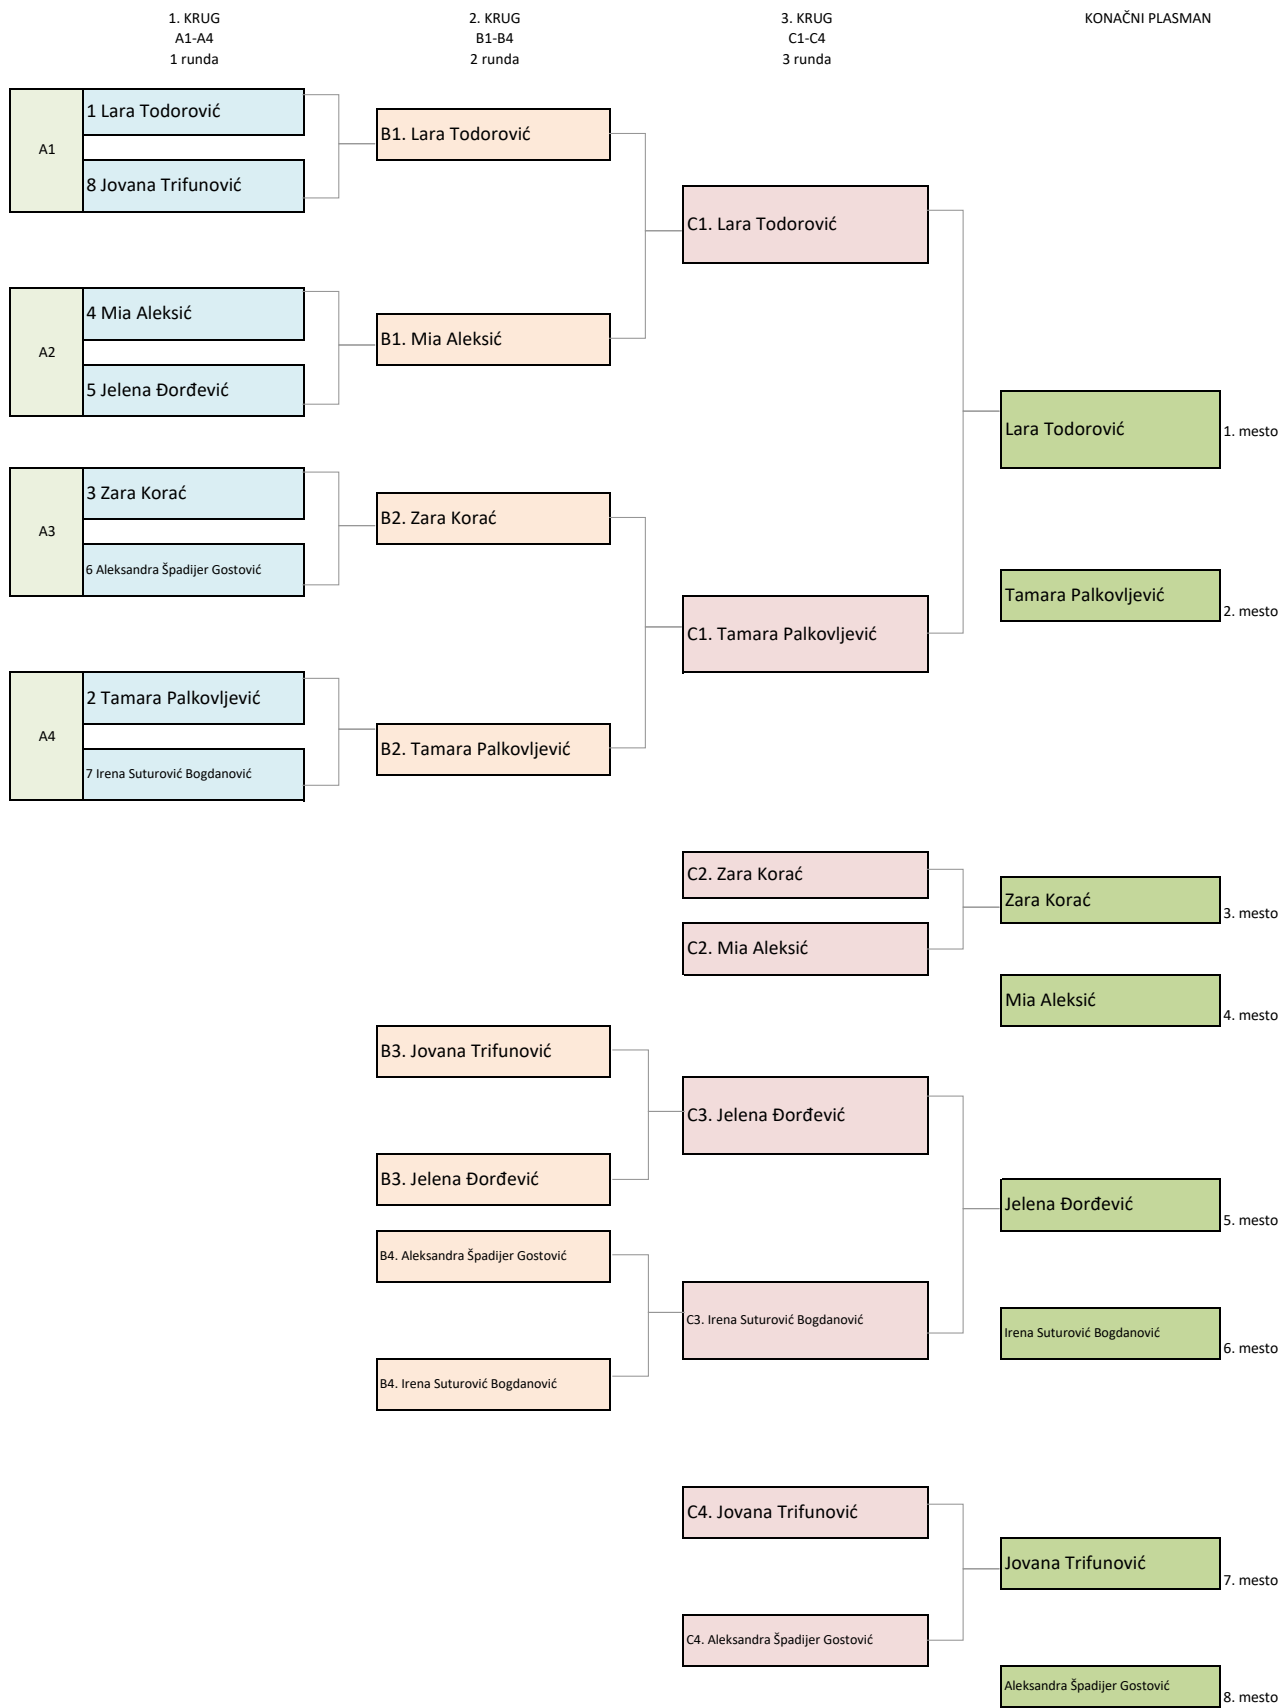 1. KRUG
A1-A4
1 runda
2. KRUG
B1-B4
2 runda
3. KRUG
C1-C4
3 runda
KONAČNI PLASMAN
A1
1 Lara Todorović
8 Jovana Trifunović
A2
4 Mia Aleksić
5 Jelena Đorđević
A3
3 Zara Korać
6 Aleksandra Špadijer Gostović
A4
2 Tamara Palkovljević
7 Irena Suturović Bogdanović
B1. Lara Todorović
B1. Mia Aleksić
B2. Zara Korać
B2. Tamara Palkovljević
B3. Jovana Trifunović
B3. Jelena Đorđević
B4. Aleksandra Špadijer Gostović
B4. Irena Suturović Bogdanović
C1. Lara Todorović
C1. Tamara Palkovljević
C2. Zara Korać
C2. Mia Aleksić
C3. Jelena Đorđević
C3. Irena Suturović Bogdanović
C4. Jovana Trifunović
C4. Aleksandra Špadijer Gostović
Lara Todorović
1. mesto
Tamara Palkovljević
2. mesto
Zara Korać
3. mesto
Mia Aleksić
4. mesto
Jelena Đorđević
5. mesto
Irena Suturović Bogdanović
6. mesto
Jovana Trifunović
7. mesto
Aleksandra Špadijer Gostović
8. mesto